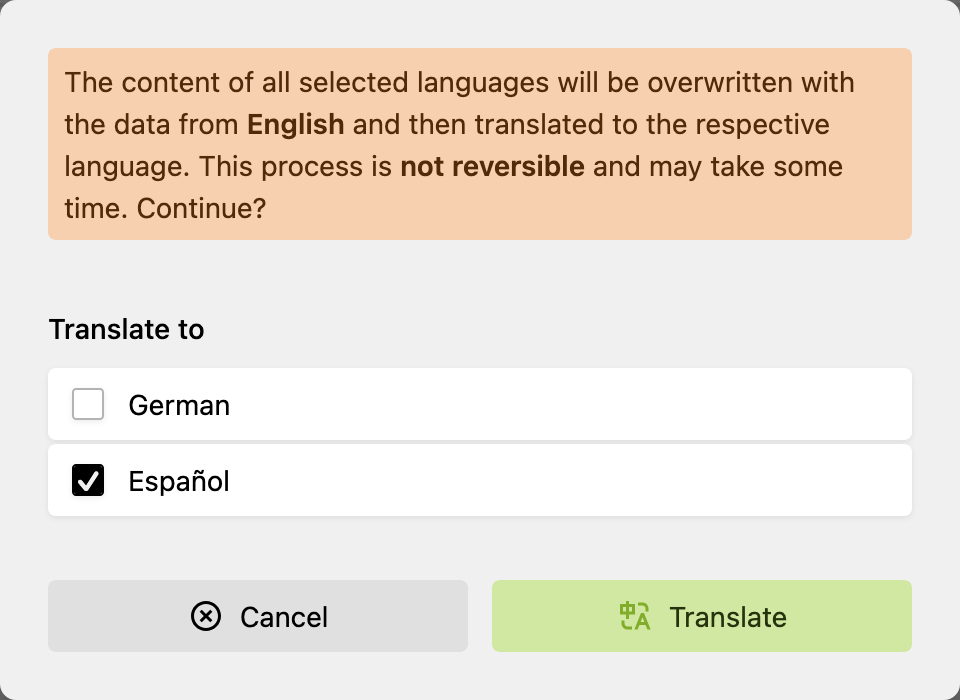 The content of all selected languages will be overwritten with
the data from English and then translated to the respective
language. This process is not reversible and may take some
time. Continue?
Translate to
German
Español
Cancel
Translate